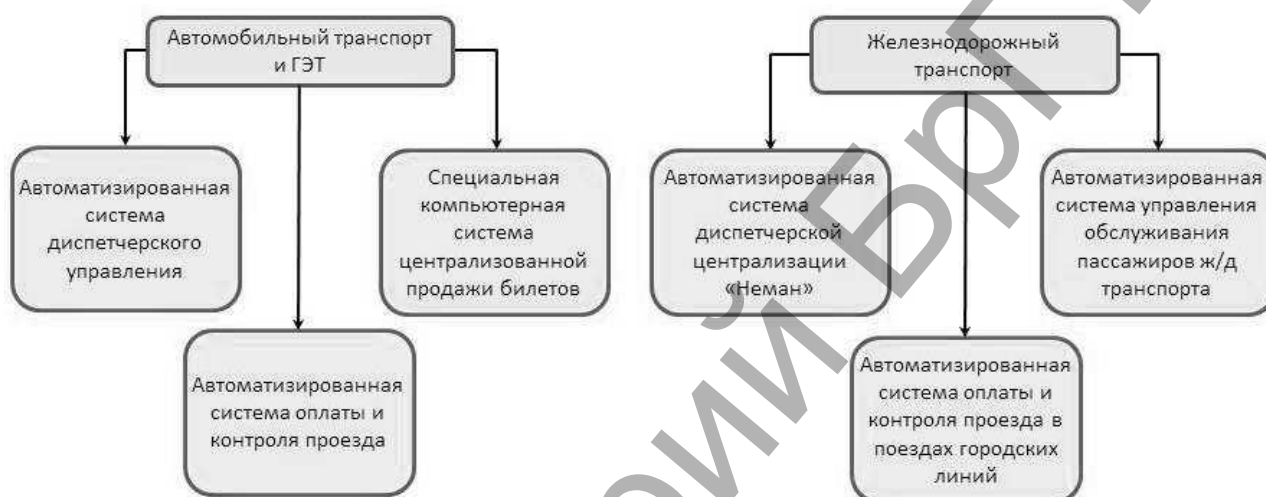 Автомобильный транспорт
и ГЭТ
Автоматизированная
система
диспетчерского
управления
Специальная
компьютерная
система
централизованной
продажи билетов
Автоматизированная
система оплаты и
контроля проезда
Железнодорожный
транспорт
Автоматизированная
система
диспетчерской
централизации
«Неман»
Автоматизированная
система управления
обслуживания
пассажиров ж/д
транспорта
Автоматизированная
система оплаты и
контроля проезда в
поездах городских
линий